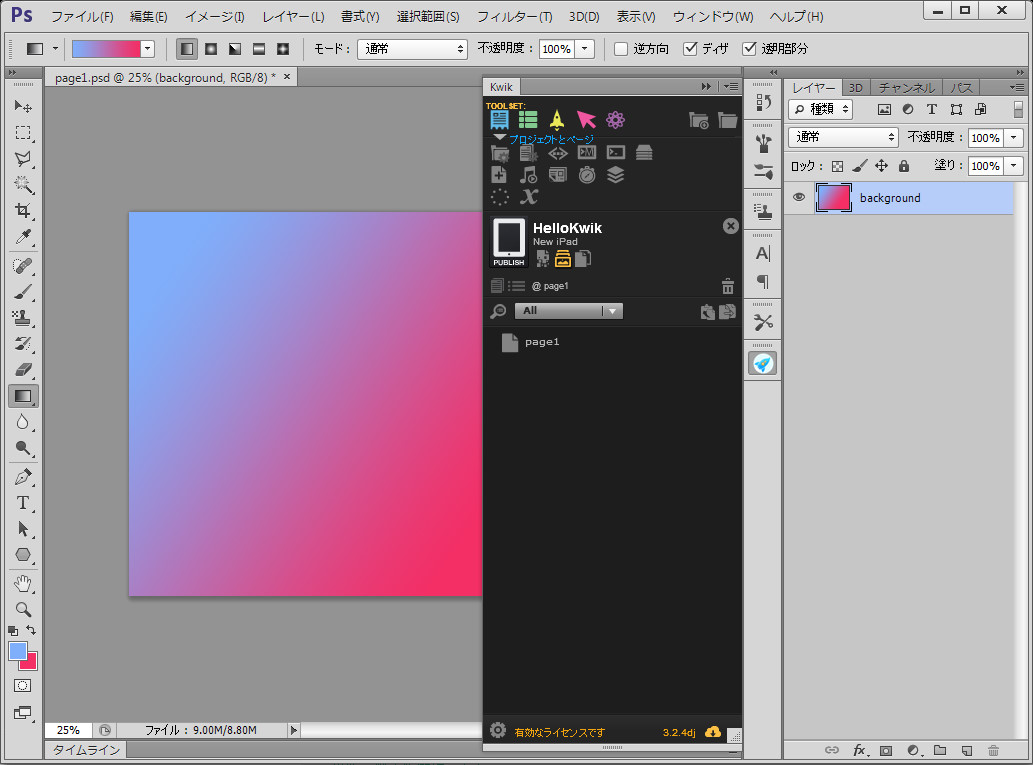 Ps ファイル(F) 編集(E) イメージ(I) レイヤー(L) 書式(Y) 選択範囲(S) フィルター(T) 3D(D) 表示(V) ウィンドウ(W) ヘルプ(H)
モード： 通常 不透明度： 100% 逆方向 ディザ 透明部分
page1.psd @ 25% (background, RGB/8) * ×
Kwik
TOOLSET:
プロジェクトとページ
HelloKwik
New iPad
PUBLISH
@ page1
All
page1
有効なライセンスです 3.2.4dj
レイヤー 3D チャンネル パス
種類
通常 不透明度： 100%
ロック： 塗り： 100%
background
25% ファイル：9.00M/8.80M
タイムライン